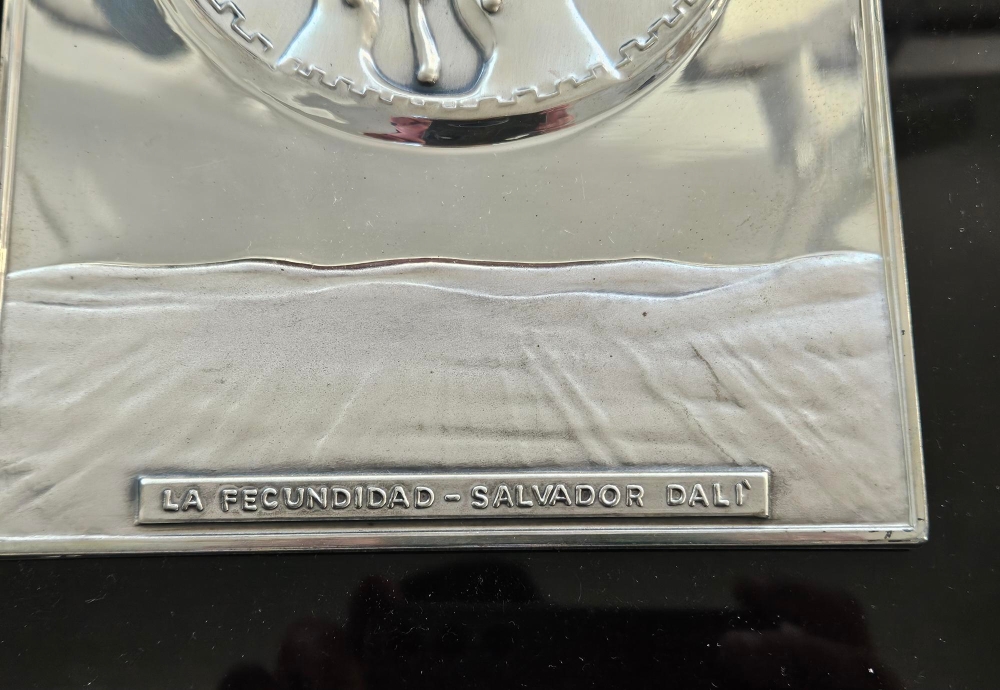 LA FECUNDIDAD - SALVADOR DALÌ